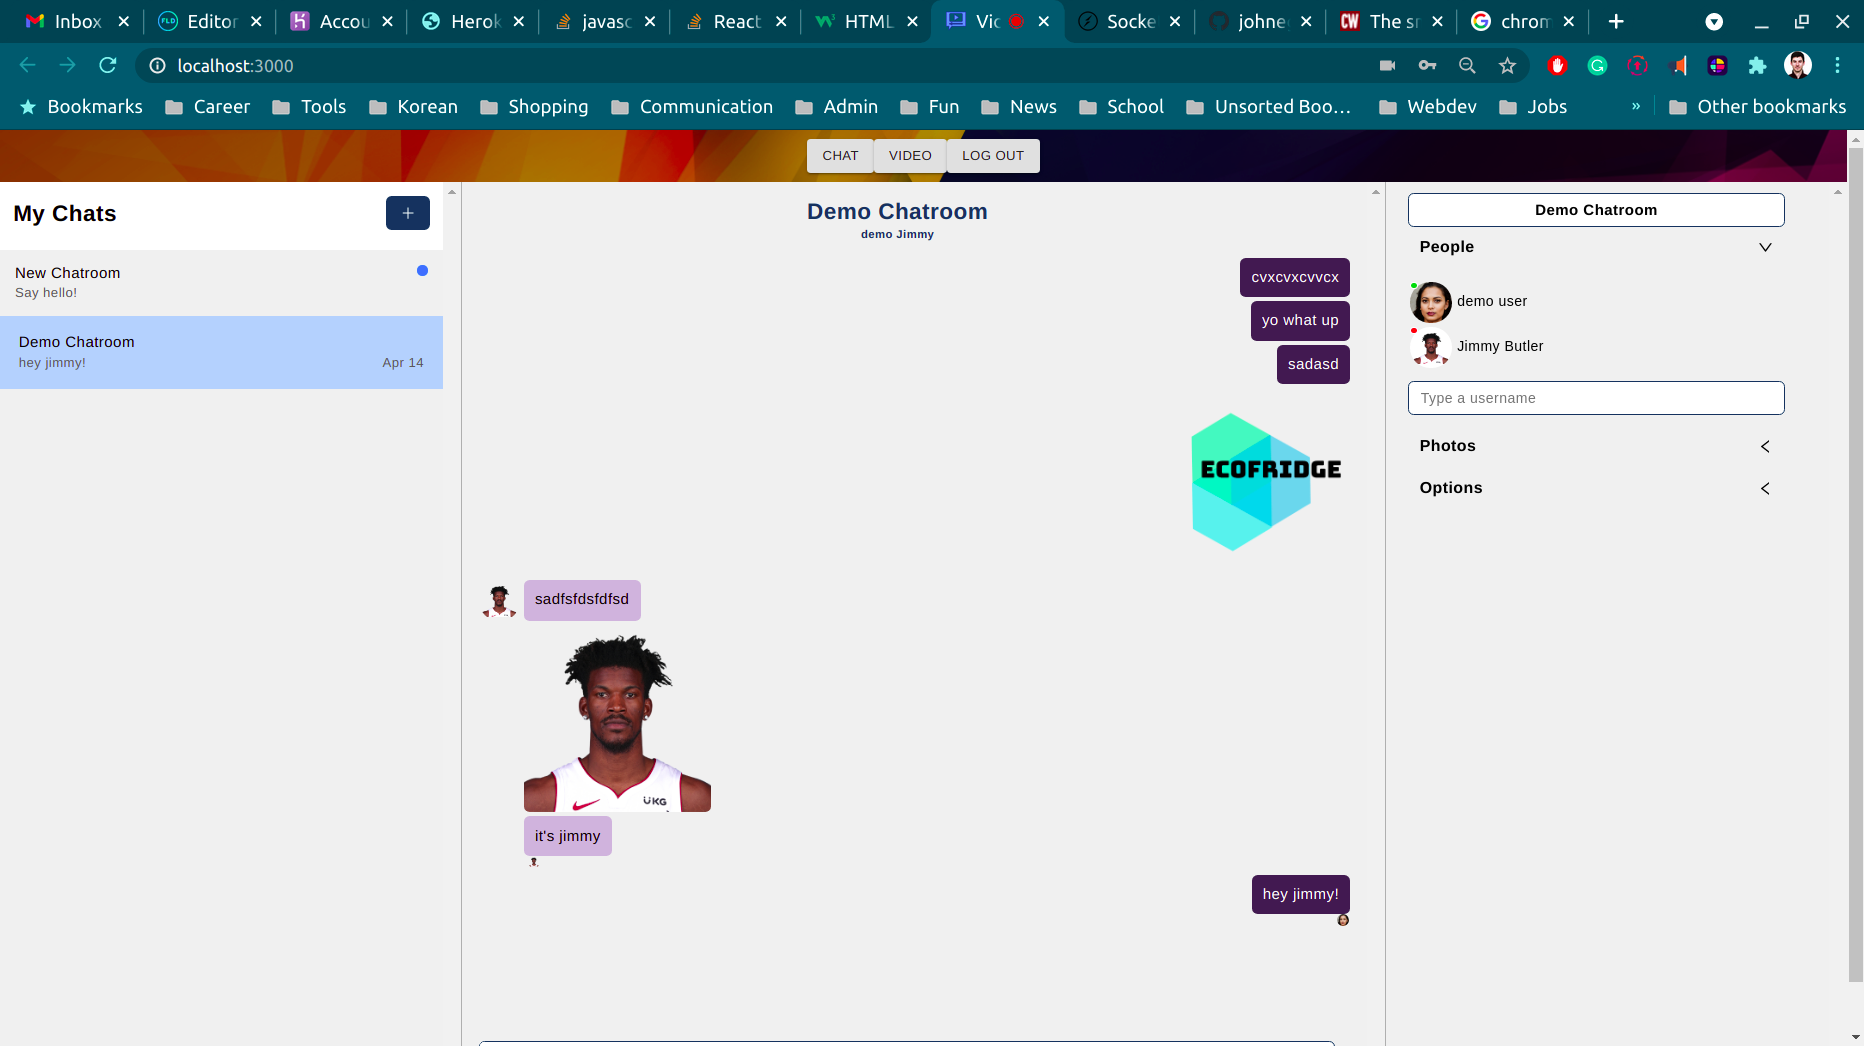 Inbox
Editor
Accou
Herok
javasc
React
HTML
Vic
Socke
johne
The sr
chrom
localhost:3000
Bookmarks
Career
Tools
Korean
Shopping
Communication
Admin
Fun
News
School
Unsorted Boo...
Webdev
Jobs
»
Other bookmarks
CHAT
VIDEO
LOG OUT
My Chats
+
New Chatroom
Say hello!
Demo Chatroom
hey jimmy!
Apr 14
Demo Chatroom
demo Jimmy
cvxcvxcvvcx
yo what up
sadasd
ECOFRIDGE
sadfsfdsfdfsd
UKG
it's jimmy
hey jimmy!
Demo Chatroom
People
demo user
Jimmy Butler
Type a username
Photos
Options